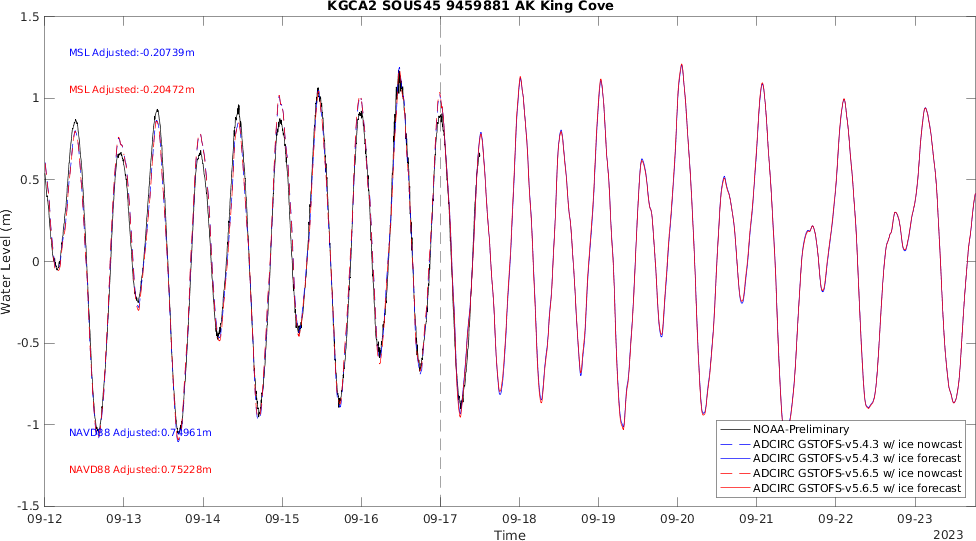 KGCA2 SOUS45 9459881 AK King Cove
1.5
1
0.5
0
-0.5
-1
-1.5
Water Level (m)
MSL Adjusted:-0.20739m
MSL Adjusted:-0.20472m
NAVD88 Adjusted:0.74961m
NAVD88 Adjusted:0.75228m
NOAA-Preliminary
ADCIRC GSTOFS-v5.4.3 w/ ice nowcast
ADCIRC GSTOFS-v5.4.3 w/ ice forecast
ADCIRC GSTOFS-v5.6.5 w/ ice nowcast
ADCIRC GSTOFS-v5.6.5 w/ ice forecast
09-12 09-13 09-14 09-15 09-16 09-17 09-18 09-19 09-20 09-21 09-22 09-23
Time
2023